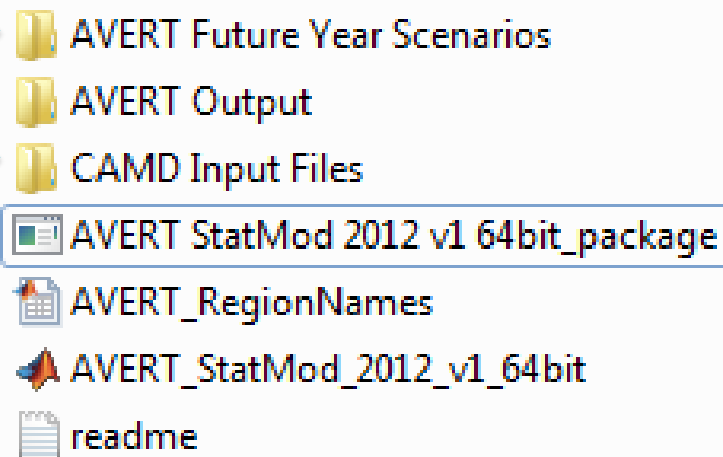 AVERT Future Year Scenarios
AVERT Output
CAMD Input Files
AVERT StatMod 2012 v1 64bit_package
AVERT_RegionNames
AVERT_StatMod_2012_v1_64bit
readme